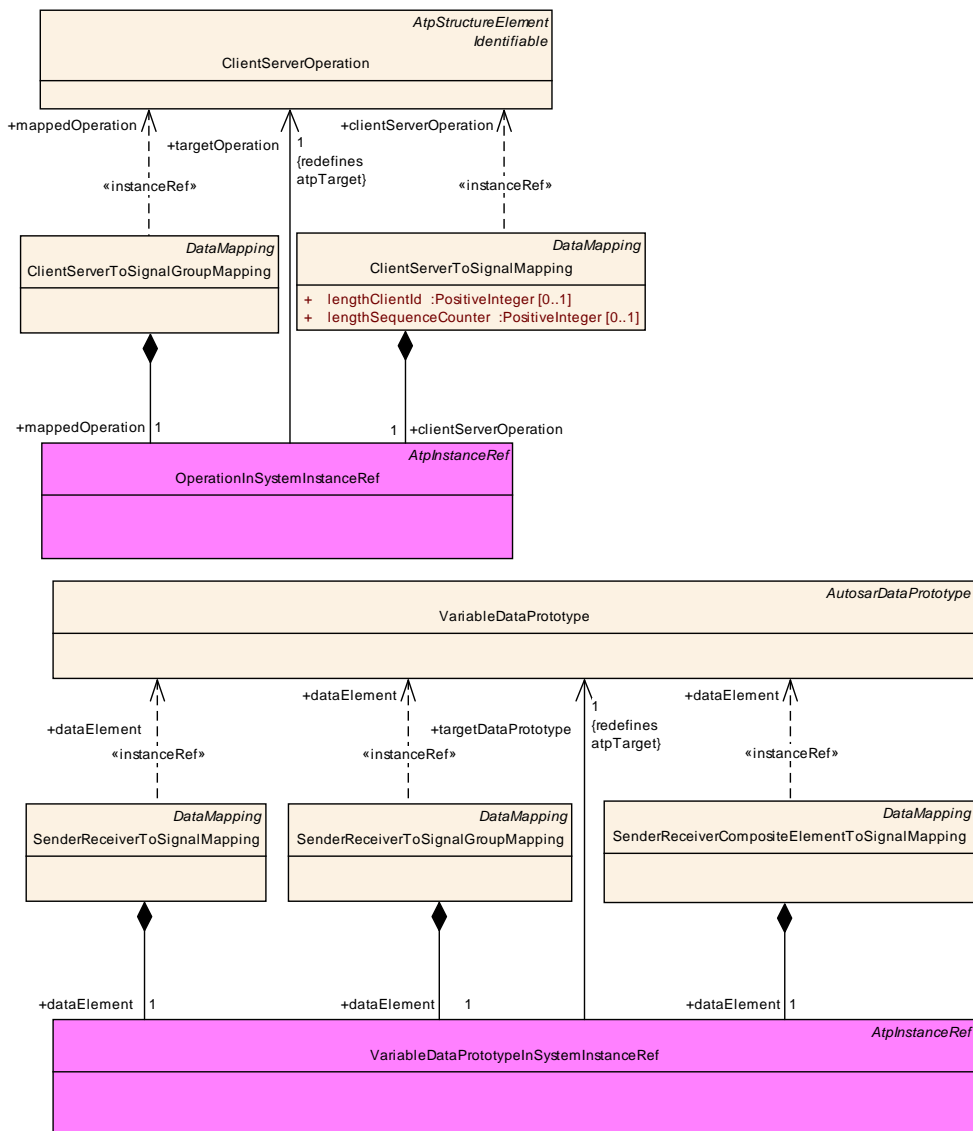 AtpStructureElement
Identifiable
ClientServerOperation
+mappedOperation
+targetOperation
1
{redefines
atpTarget}
+clientServerOperation
«instanceRef»
«instanceRef»
DataMapping
ClientServerToSignalGroupMapping
DataMapping
ClientServerToSignalMapping
+ lengthClientId :PositiveInteger [0..1]
+ lengthSequenceCounter :PositiveInteger [0..1]
+mappedOperation 1
1 +clientServerOperation
AtpInstanceRef
OperationInSystemInstanceRef
AutosarDataPrototype
VariableDataPrototype
+dataElement
+dataElement
+dataElement
+targetDataPrototype
1
{redefines
atpTarget}
«instanceRef»
«instanceRef»
«instanceRef»
DataMapping
SenderReceiverToSignalMapping
DataMapping
SenderReceiverToSignalGroupMapping
DataMapping
SenderReceiverCompositeElementToSignalMapping
+dataElement 1
+dataElement 1
+dataElement 1
AtpInstanceRef
VariableDataPrototypeInSystemInstanceRef